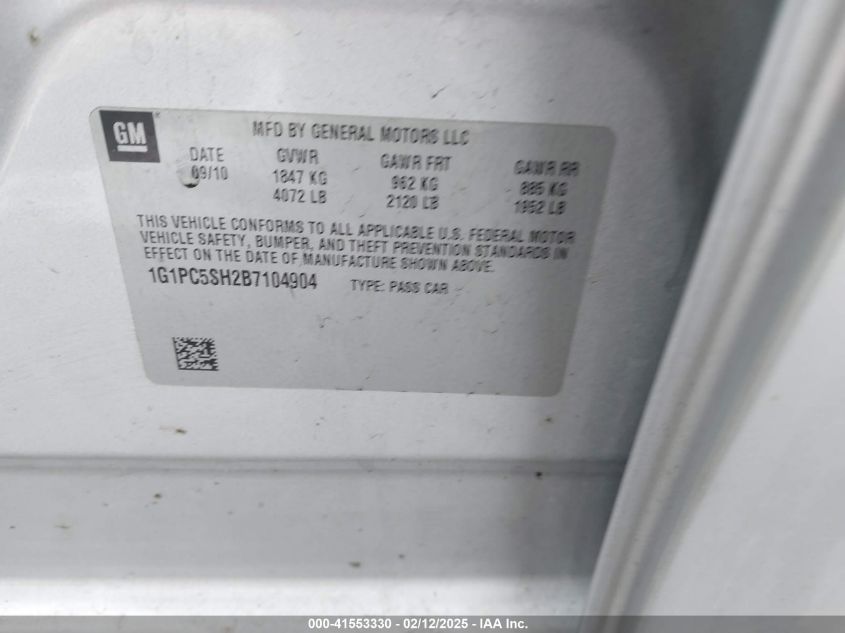 GM
MFD BY GENERAL MOTORS LLC
DATE GVWR GAWR FRT GAWR RR
09/10 1847 KG 962 KG 885 KG
4072 LB 2120 LB 1952 LB
THIS VEHICLE CONFORMS TO ALL APPLICABLE U.S. FEDERAL MOTOR
VEHICLE SAFETY, BUMPER, AND THEFT PREVENTION STANDARDS IN
EFFECT ON THE DATE OF MANUFACTURE SHOWN ABOVE.
1G1PC5SH2B7104904 TYPE: PASS CAR
000-41553330 - 02/12/2025 - IAA Inc.